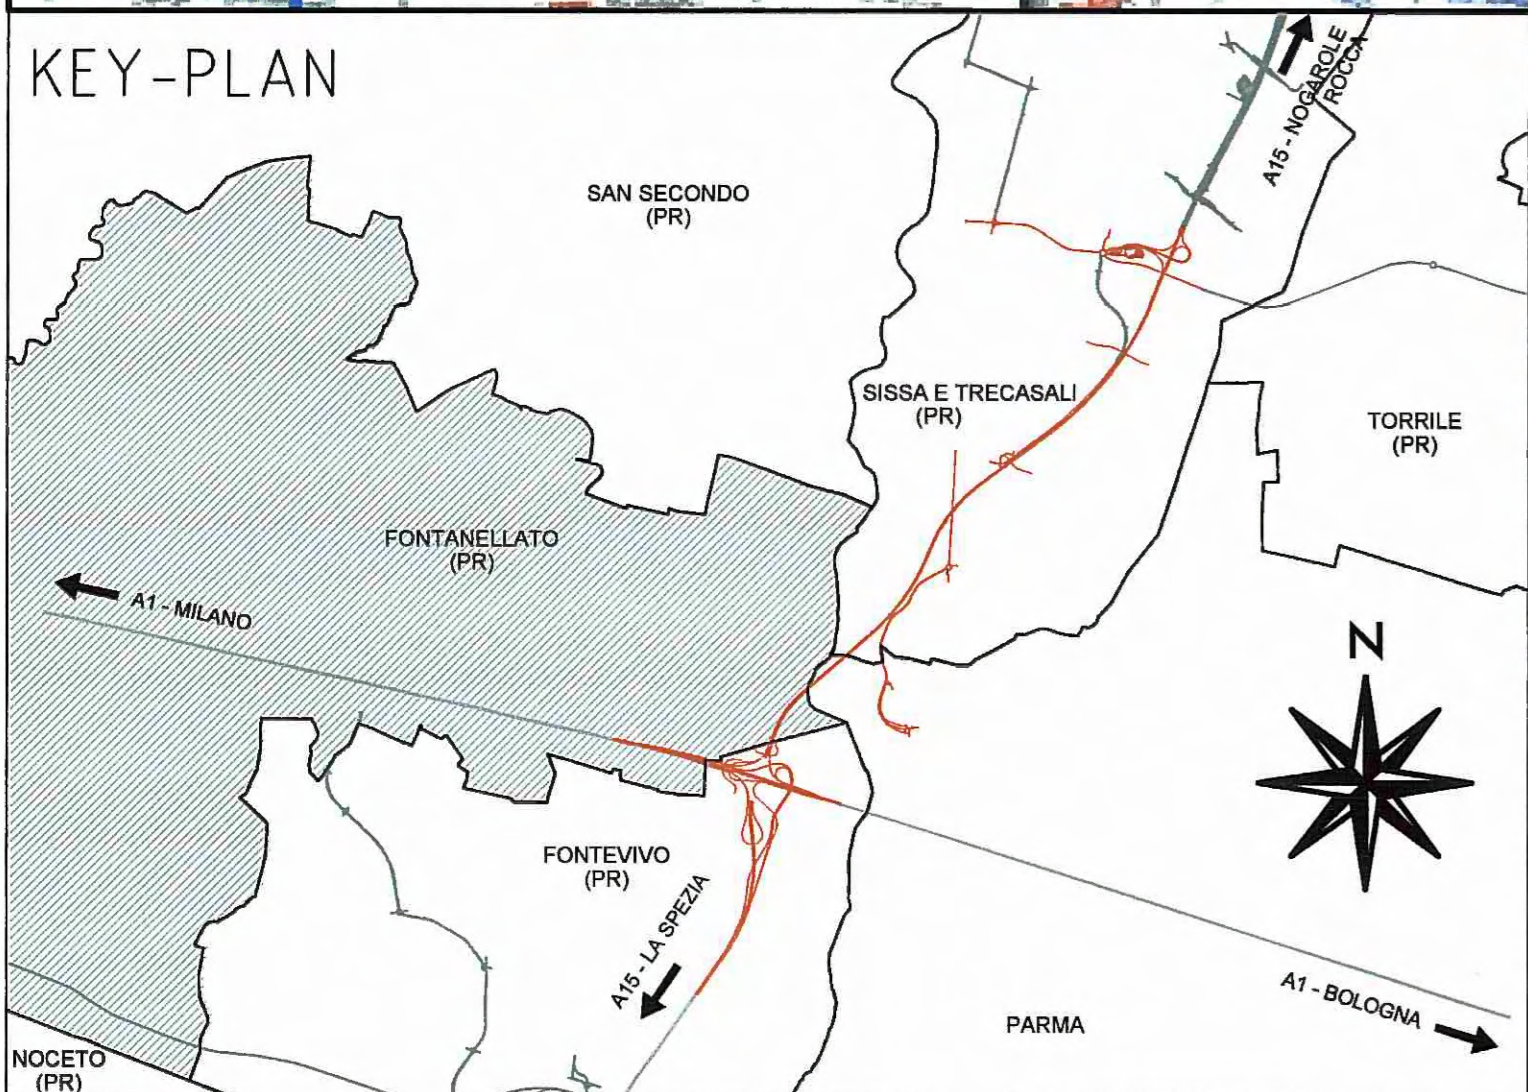 KEY-PLAN
A15 - NOGAROLE
ROCCA
SAN SECONDO
(PR)
SISSA E TRECASALI
(PR)
TORRILE
(PR)
FONTANELLATO
(PR)
A1 - MILANO
N
FONTEVIVO
(PR)
A15 - LA SPEZIA
A1 - BOLOGNA
PARMA
NOCETO
(PR)